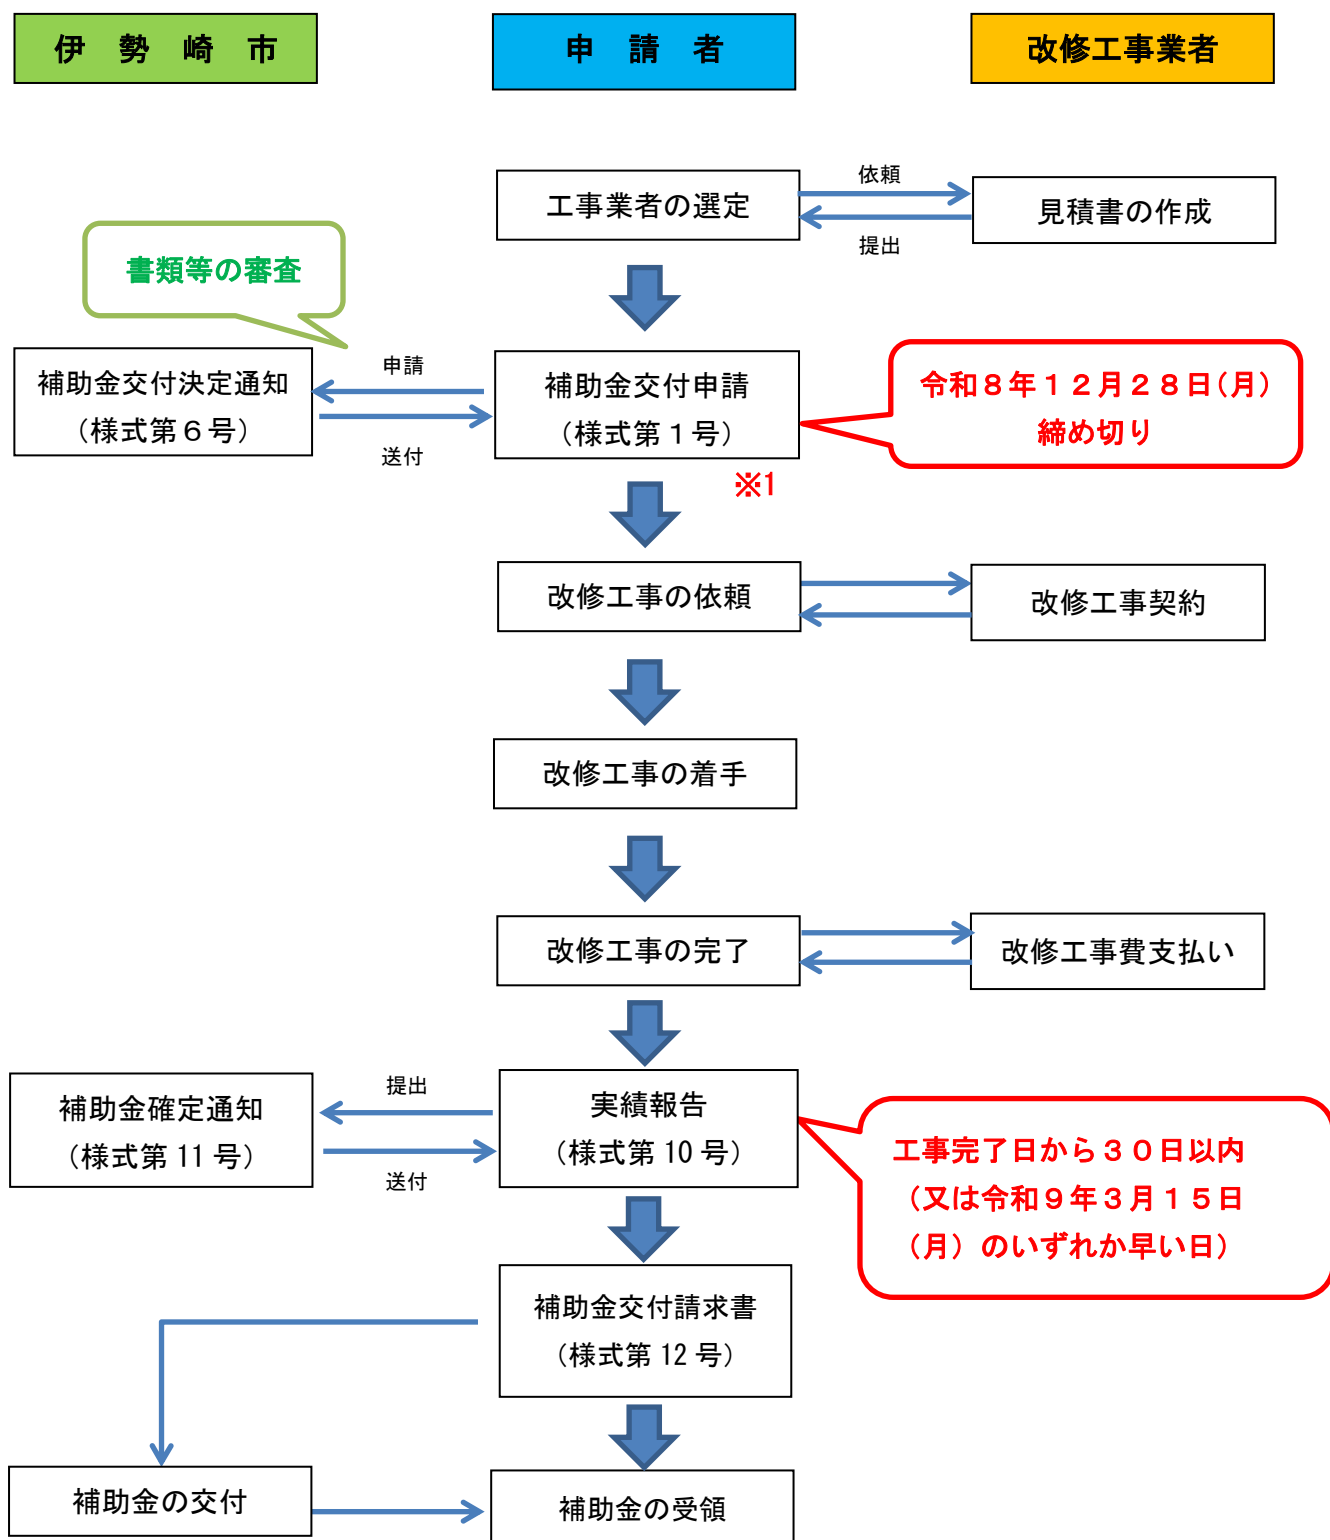 伊　勢　崎　市
申　請　者
改修工事業者
工事業者の選定
依頼
提出
見積書の作成
書類等の審査
補助金交付決定通知
（様式第６号）
申請
送付
補助金交付申請
（様式第１号）
※1
令和８年１２月２８日(月)
締め切り
改修工事の依頼
改修工事契約
改修工事の着手
改修工事の完了
改修工事費支払い
補助金確定通知
（様式第 11 号）
提出
送付
実績報告
（様式第 10 号）
工事完了日から３０日以内
（又は令和９年３月１５日
（月）のいずれか早い日）
補助金交付請求書
（様式第 12 号）
補助金の交付
補助金の受領